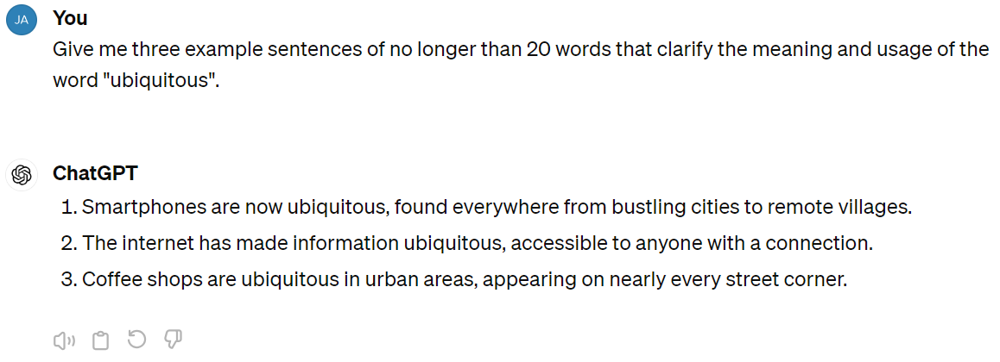 JA
You
Give me three example sentences of no longer than 20 words that clarify the meaning and usage of the
word "ubiquitous".
ChatGPT
1. Smartphones are now ubiquitous, found everywhere from bustling cities to remote villages.
2. The internet has made information ubiquitous, accessible to anyone with a connection.
3. Coffee shops are ubiquitous in urban areas, appearing on nearly every street corner.